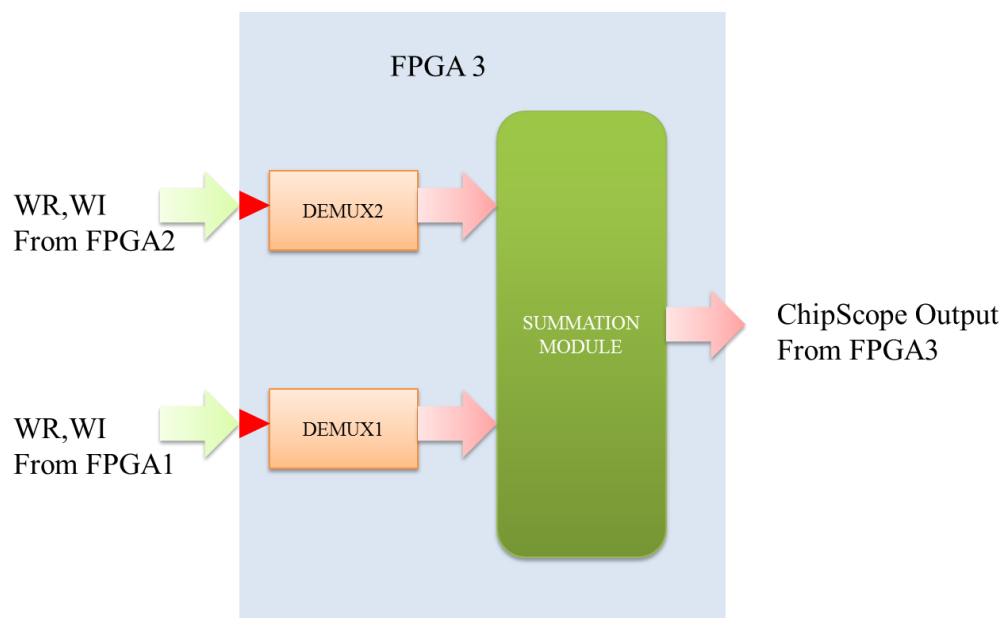 FPGA 3
WR,WI
From FPGA2
DEMUX2
SUMMATION
MODULE
ChipScope Output
From FPGA3
WR,WI
From FPGA1
DEMUX1